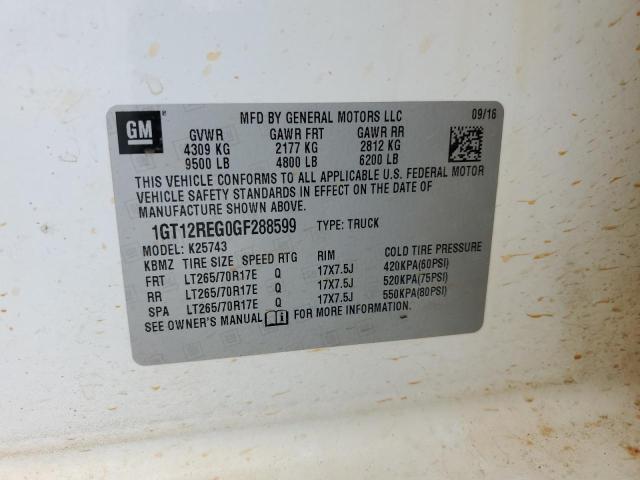 GM
MFD BY GENERAL MOTORS LLC 09/16
GVWR GAWR FRT GAWR RR
4309 KG 2177 KG 2812 KG
9500 LB 4800 LB 6200 LB
THIS VEHICLE CONFORMS TO ALL APPLICABLE U.S. FEDERAL MOTOR
VEHICLE SAFETY STANDARDS IN EFFECT ON THE DATE OF
MANUFACTURE SHOWN ABOVE.
1GT12REG0GF288599 TYPE: TRUCK
MODEL: K25743
KBMZ TIRE SIZE SPEED RTG RIM COLD TIRE PRESSURE
FRT LT265/70R17E Q 17X7.5J 420KPA(60PSI)
RR LT265/70R17E Q 17X7.5J 520KPA(75PSI)
SPA LT265/70R17E Q 17X7.5J 550KPA(80PSI)
SEE OWNER'S MANUAL FOR MORE INFORMATION.